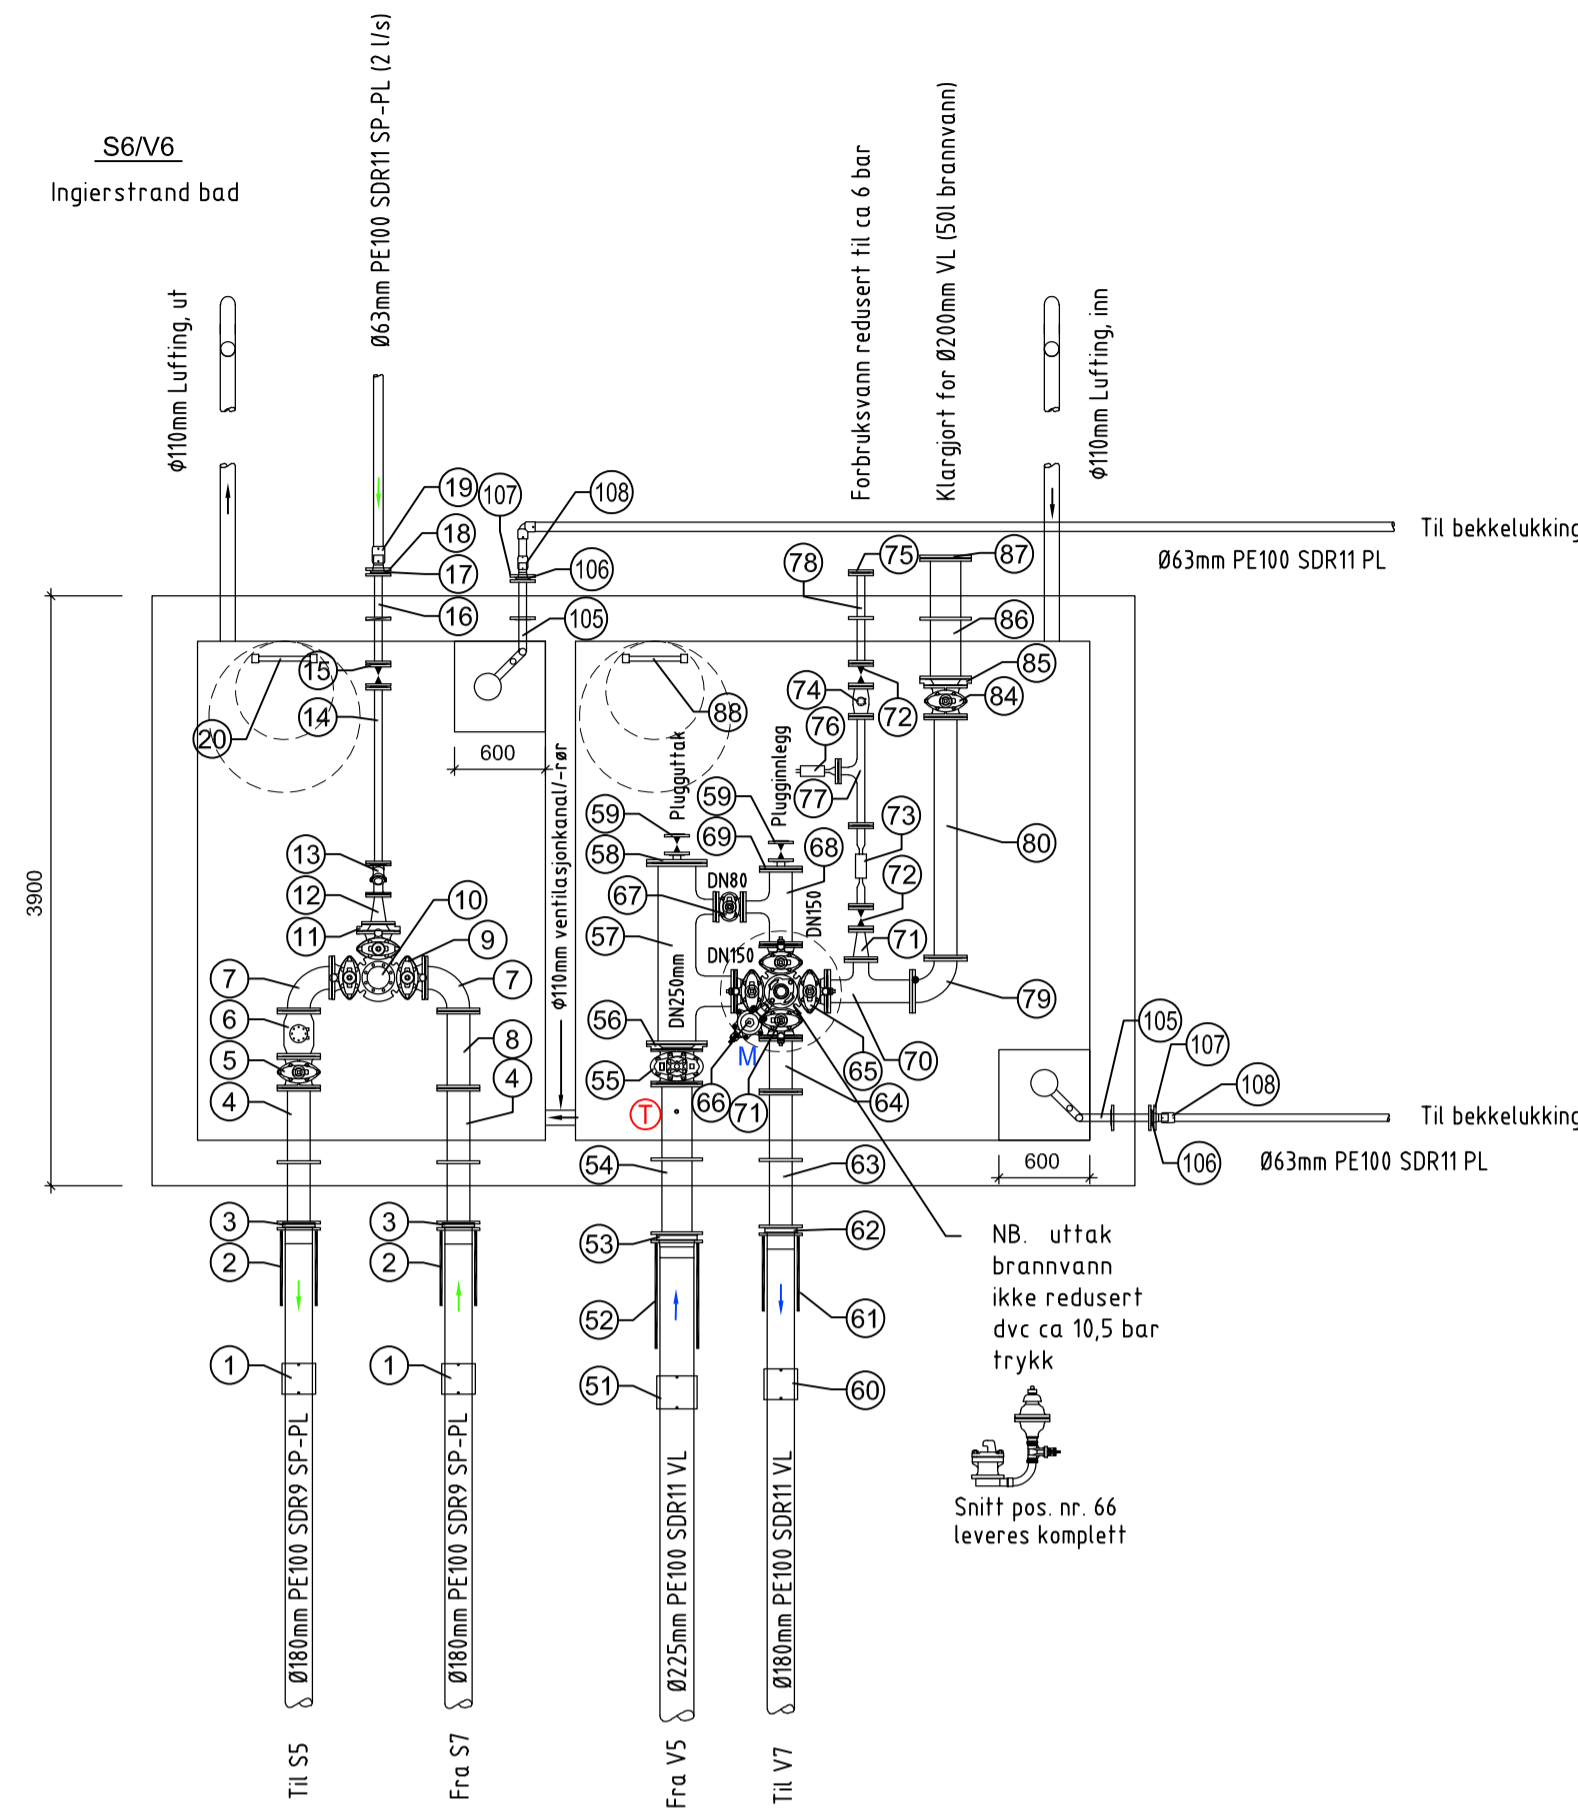 S6/V6
Ingierstrand bad
Ø110mm Lufting, ut
Ø63mm PE100 SDR11 SP-PL (2 l/s)
Forbruksvann redusert til ca 6 bar
Klargjort for Ø200mm VL (50l brannvann)
Ø110mm Lufting, inn
Til bekkelukking
Ø63mm PE100 SDR11 PL
19
18
17
16
15
14
20
107
108
106
105
78
75
87
86
85
84
74
72
76
77
88
600
3900
Ø110mm ventilasjonkanal/-rør
Plugguttak
Plugginnlegg
59
59
58
69
68
73
72
80
13
12
11
10
9
7
7
6
5
4
8
4
DN80
67
57
DN150
DN150
DN250mm
71
79
56
55
T
M
66
71
65
64
70
105
107
108
106
Til bekkelukking
Ø63mm PE100 SDR11 PL
600
54
63
3
3
2
2
1
1
53
62
52
61
51
60
NB. uttak
brannvann
ikke redusert
dvc ca 10,5 bar
trykk
Snitt pos. nr. 66
leveres komplett
Ø180mm PE100 SDR9 SP-PL
Ø180mm PE100 SDR9 SP-PL
Ø225mm PE100 SDR11 VL
Ø180mm PE100 SDR11 VL
Til S5
Fra S7
Fra V5
Til V7